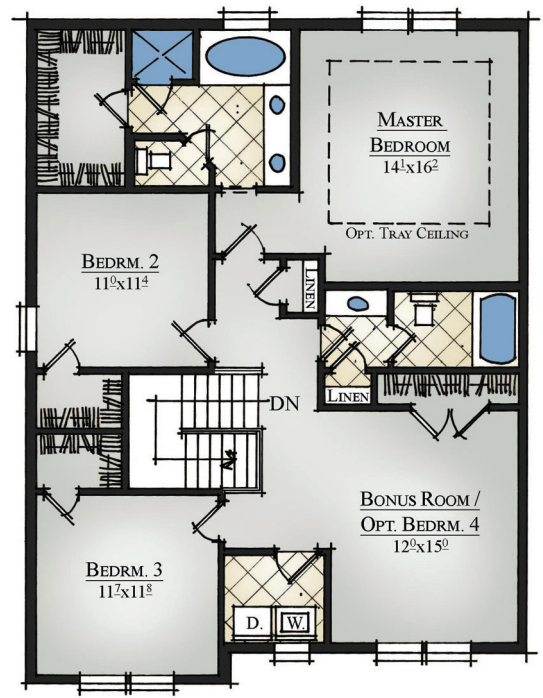 MASTER
BEDROOM
14¹x16²
OPT. TRAY CEILING
BEDRM. 2
11⁰x11⁴
LINEN
LINEN
DN
BONUS ROOM /
OPT. BEDRM. 4
12⁰x15⁰
BEDRM. 3
11⁷x11⁸
D.
W.